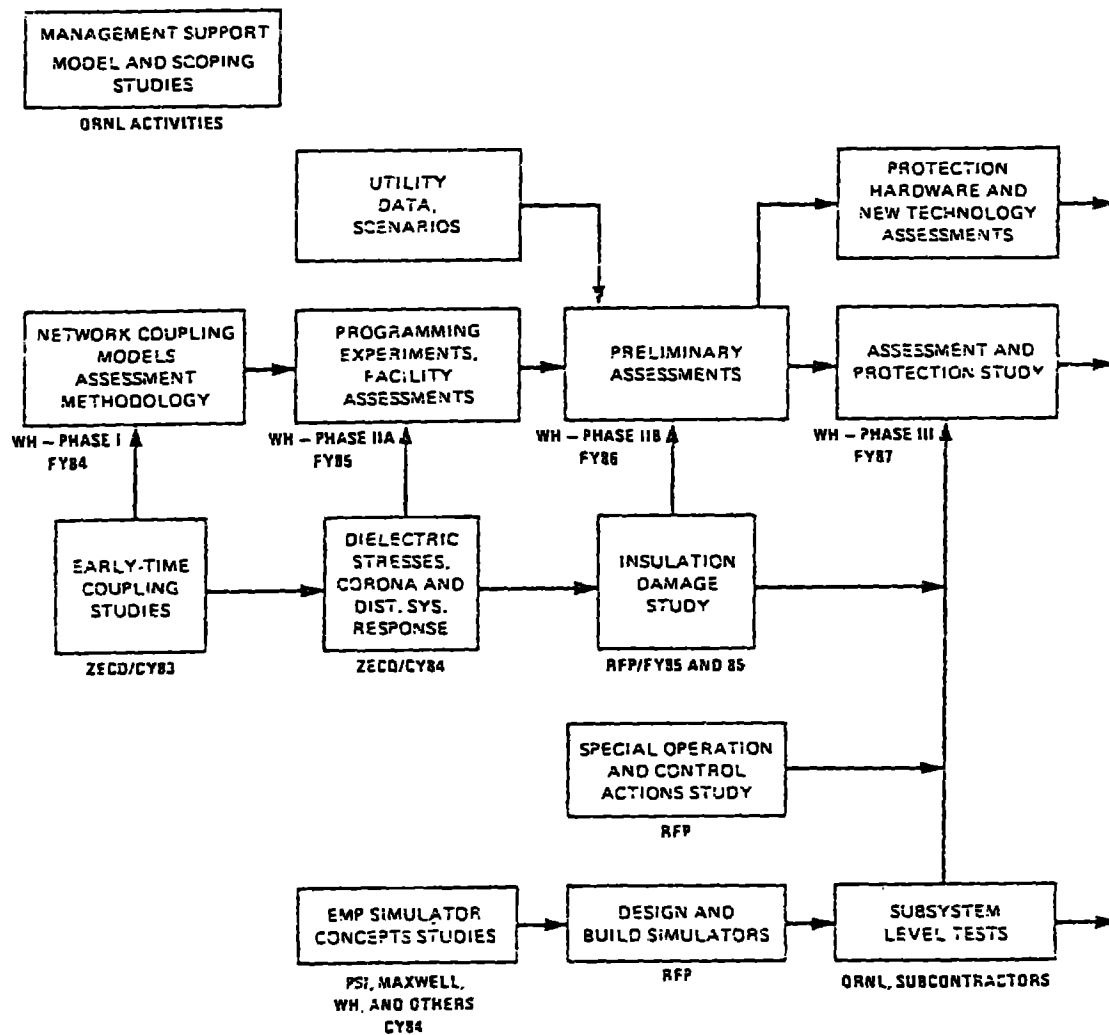 MANAGEMENT SUPPORT
MODEL AND SCOPING
STUDIES
ORNL ACTIVITIES
UTILITY
DATA,
SCENARIOS
PROTECTION
HARDWARE AND
NEW TECHNOLOGY
ASSESSMENTS
NETWORK COUPLING
MODELS
ASSESSMENT
METHODOLOGY
WH – PHASE I
FY84
PROGRAMMING
EXPERIMENTS,
FACILITY
ASSESSMENTS
WH – PHASE IIA
FY85
PRELIMINARY
ASSESSMENTS
WH – PHASE IIB
FY86
ASSESSMENT AND
PROTECTION STUDY
WH – PHASE III
FY87
EARLY-TIME
COUPLING
STUDIES
ZECO/CY83
DIELECTRIC
STRESSES,
CORONA AND
DIST. SYS.
RESPONSE
ZECO/CY84
INSULATION
DAMAGE
STUDY
RFP/FY85 AND 85
SPECIAL OPERATION
AND CONTROL
ACTIONS STUDY
RFP
EMP SIMULATOR
CONCEPTS STUDIES
PSI, MAXWELL,
WH, AND OTHERS
CY84
DESIGN AND
BUILD SIMULATORS
RFP
SUBSYSTEM
LEVEL TESTS
ORNL, SUBCONTRACTORS